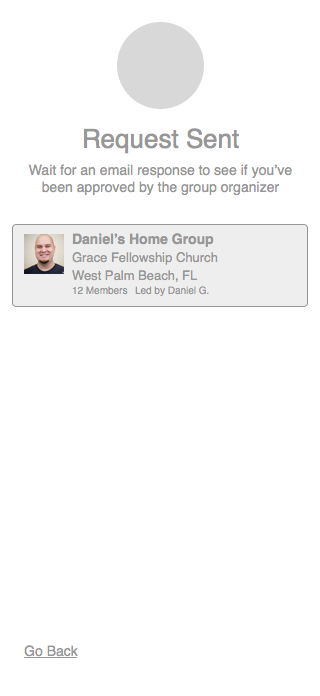 Request Sent
Wait for an email response to see if you've
been approved by the group organizer
Daniel's Home Group
Grace Fellowship Church
West Palm Beach, FL
12 Members Led by Daniel G.
Go Back